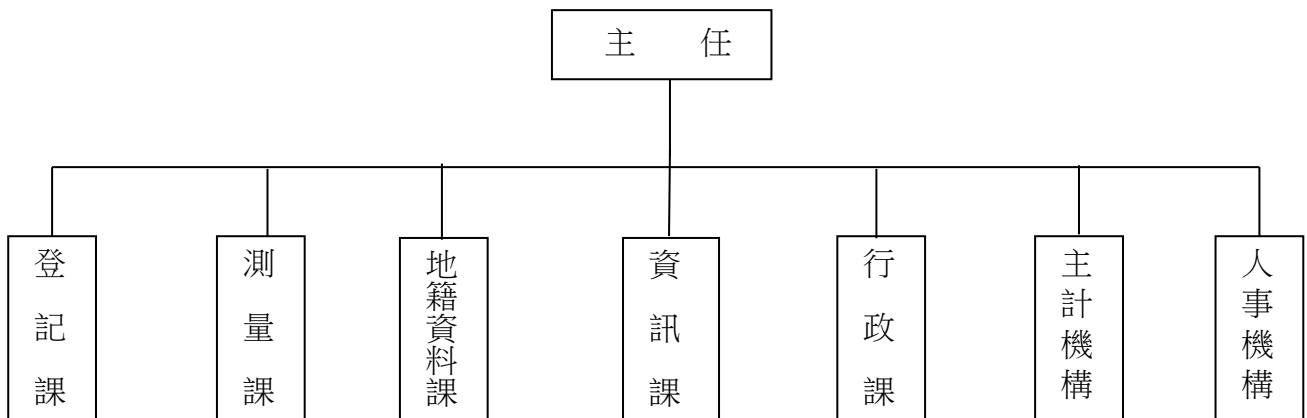 主任
登記課
測量課
地籍資料課
資訊課
行政課
主計機構
人事機構